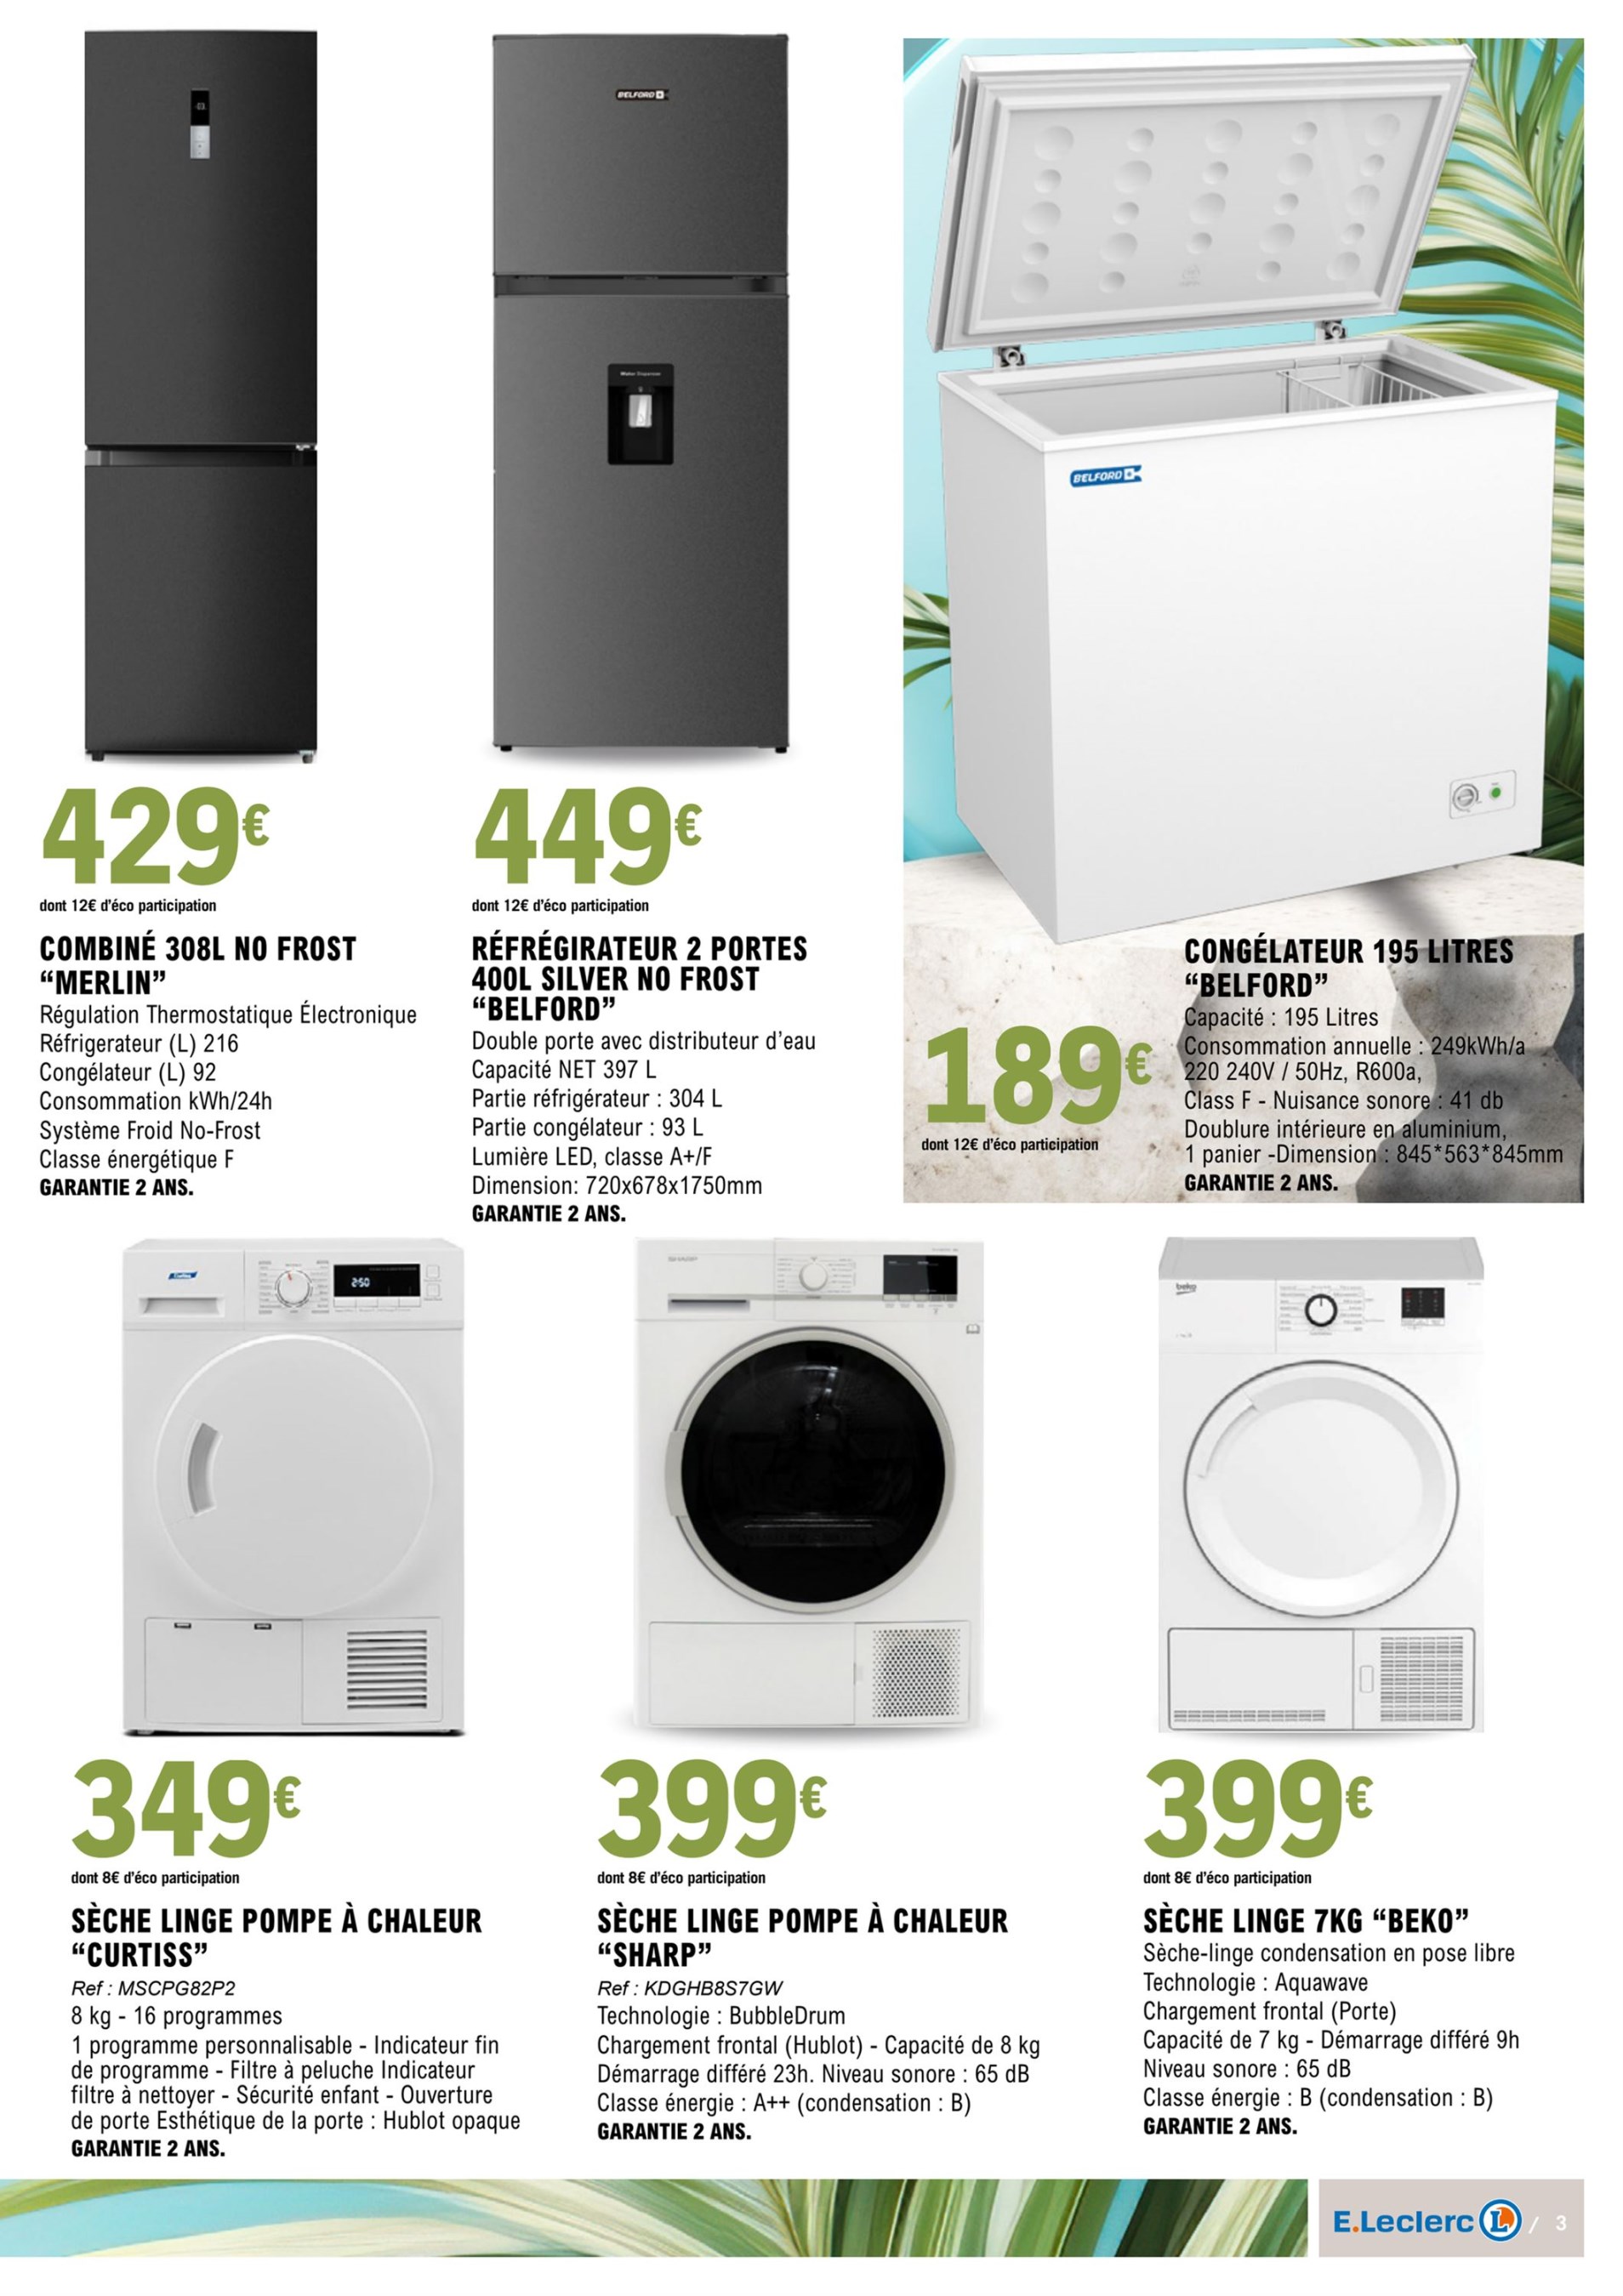 BELFORD
Water Dispenser
BELFORD
429€
dont 12€ d'éco participation
COMBINÉ 308L NO FROST
“MERLIN”
Régulation Thermostatique Électronique
Réfrigerateur (L) 216
Congélateur (L) 92
Consommation kWh/24h
Système Froid No-Frost
Classe énergétique F
GARANTIE 2 ANS.
449€
dont 12€ d'éco participation
RÉFRÉGIRATEUR 2 PORTES
400L SILVER NO FROST
“BELFORD”
Double porte avec distributeur d’eau
Capacité NET 397 L
Partie réfrigérateur : 304 L
Partie congélateur : 93 L
Lumière LED, classe A+/F
Dimension: 720x678x1750mm
GARANTIE 2 ANS.
189€
dont 12€ d'éco participation
CONGÉLATEUR 195 LITRES
“BELFORD”
Capacité : 195 Litres
Consommation annuelle : 249kWh/a
220 240V / 50Hz, R600a,
Class F - Nuisance sonore : 41 db
Doublure intérieure en aluminium,
1 panier -Dimension : 845*563*845mm
GARANTIE 2 ANS.
Curtiss
2:50
SHARP
beko
349€
dont 8€ d'éco participation
SÈCHE LINGE POMPE À CHALEUR
“CURTISS”
Ref : MSCPG82P2
8 kg - 16 programmes
1 programme personnalisable - Indicateur fin
de programme - Filtre à peluche Indicateur
filtre à nettoyer - Sécurité enfant - Ouverture
de porte Esthétique de la porte : Hublot opaque
GARANTIE 2 ANS.
399€
dont 8€ d'éco participation
SÈCHE LINGE POMPE À CHALEUR
“SHARP”
Ref : KDGHB8S7GW
Technologie : BubbleDrum
Chargement frontal (Hublot) - Capacité de 8 kg
Démarrage différé 23h. Niveau sonore : 65 dB
Classe énergie : A++ (condensation : B)
GARANTIE 2 ANS.
399€
dont 8€ d'éco participation
SÈCHE LINGE 7KG “BEKO”
Sèche-linge condensation en pose libre
Technologie : Aquawave
Chargement frontal (Porte)
Capacité de 7 kg - Démarrage différé 9h
Niveau sonore : 65 dB
Classe énergie : B (condensation : B)
GARANTIE 2 ANS.
E.Leclerc L / 3